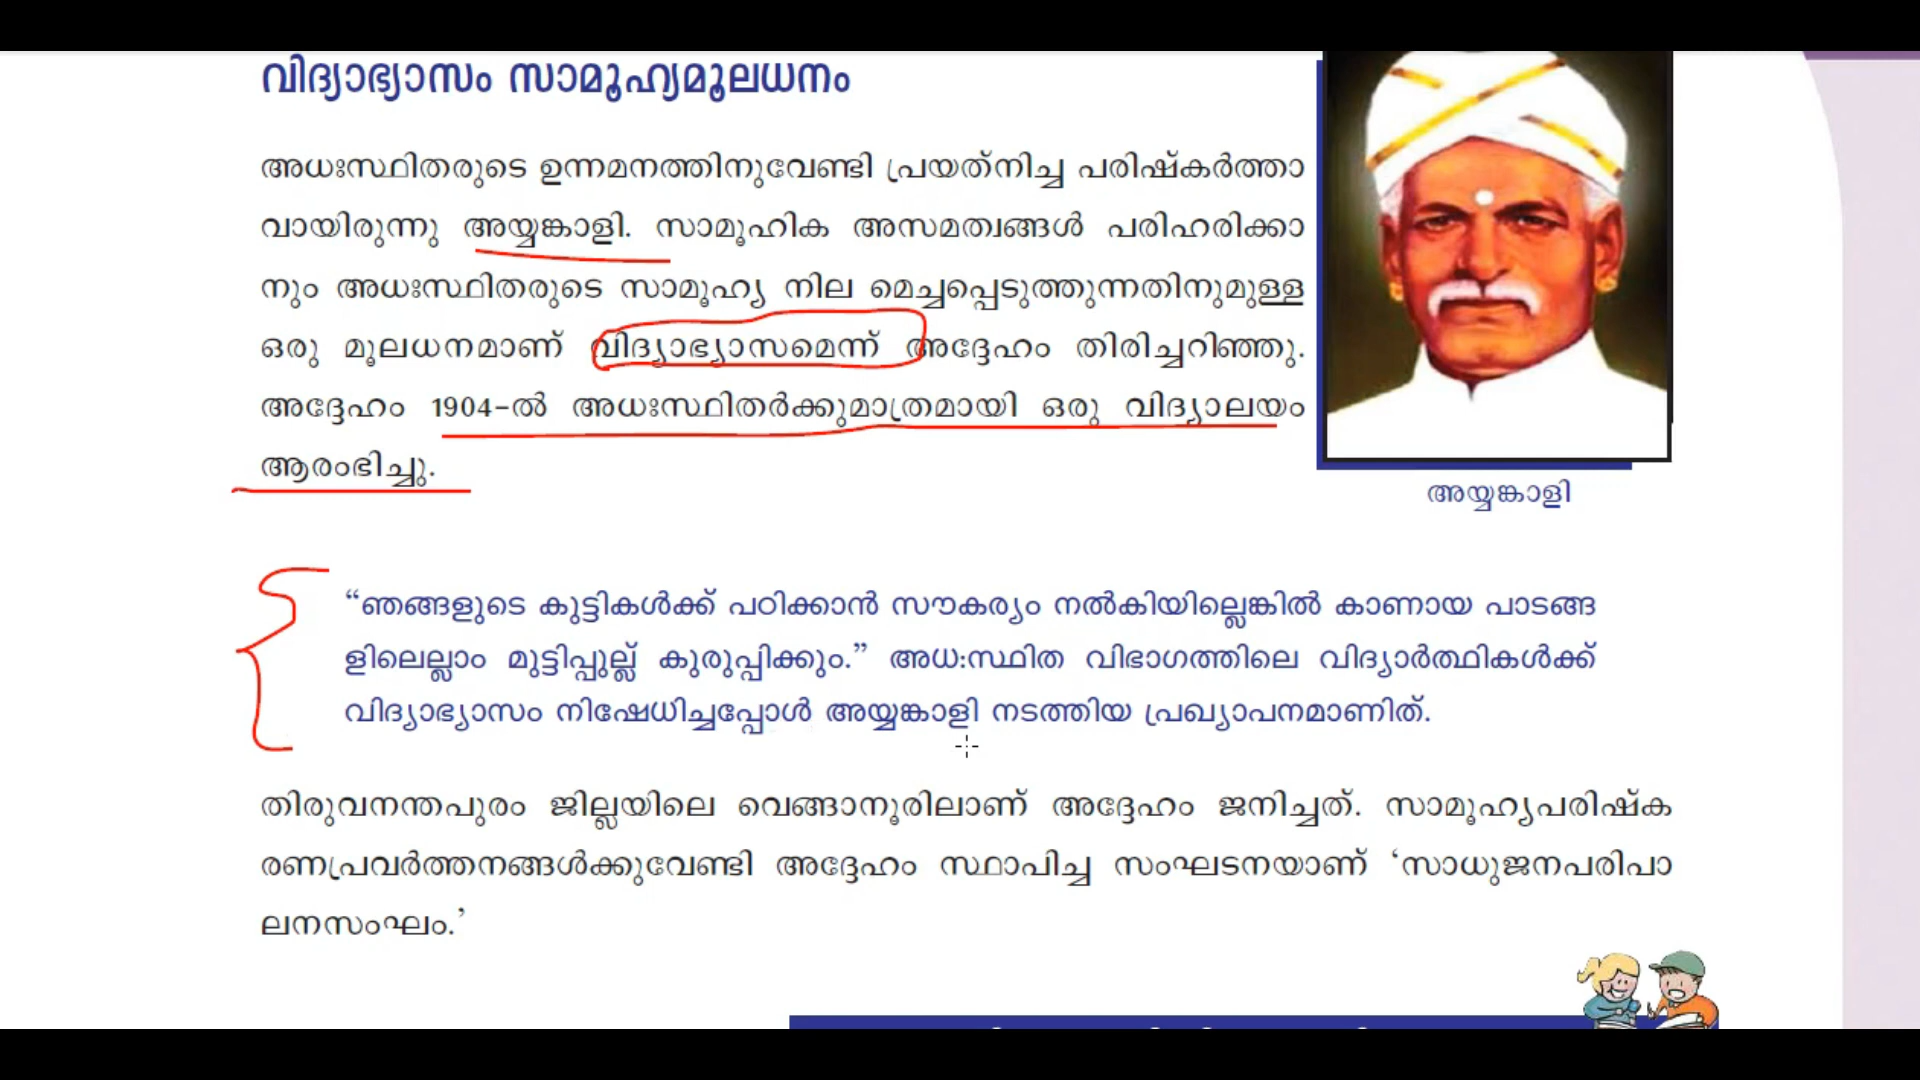 വിദ്യാഭ്യാസം സാമൂഹ്യമൂലധനം
അധഃസ്ഥിതരുടെ ഉന്നമനത്തിനുവേണ്ടി പ്രയത്നിച്ച പരിഷ്കർത്താ
വായിരുന്നു അയ്യങ്കാളി. സാമൂഹിക അസമത്വങ്ങൾ പരിഹരിക്കാ
നും അധഃസ്ഥിതരുടെ സാമൂഹ്യ നില മെച്ചപ്പെടുത്തുന്നതിനുമുള്ള
ഒരു മൂലധനമാണ് വിദ്യാഭ്യാസമെന്ന് അദ്ദേഹം തിരിച്ചറിഞ്ഞു.
അദ്ദേഹം 1904-ൽ അധഃസ്ഥിതർക്കുമാത്രമായി ഒരു വിദ്യാലയം
ആരംഭിച്ചു.
അയ്യങ്കാളി
“ഞങ്ങളുടെ കുട്ടികൾക്ക് പഠിക്കാൻ സൗകര്യം നൽകിയില്ലെങ്കിൽ കാണായ പാടങ്ങ
ളിലെല്ലാം മുട്ടിപ്പുല്ല് കുരുപ്പിക്കും.” അധ:സ്ഥിത വിഭാഗത്തിലെ വിദ്യാർത്ഥികൾക്ക്
വിദ്യാഭ്യാസം നിഷേധിച്ചപ്പോൾ അയ്യങ്കാളി നടത്തിയ പ്രഖ്യാപനമാണിത്.
തിരുവനന്തപുരം ജില്ലയിലെ വെങ്ങാനൂരിലാണ് അദ്ദേഹം ജനിച്ചത്. സാമൂഹ്യപരിഷ്ക
രണപ്രവർത്തനങ്ങൾക്കുവേണ്ടി അദ്ദേഹം സ്ഥാപിച്ച സംഘടനയാണ് ‘സാധുജനപരിപാ
ലനസംഘം.’